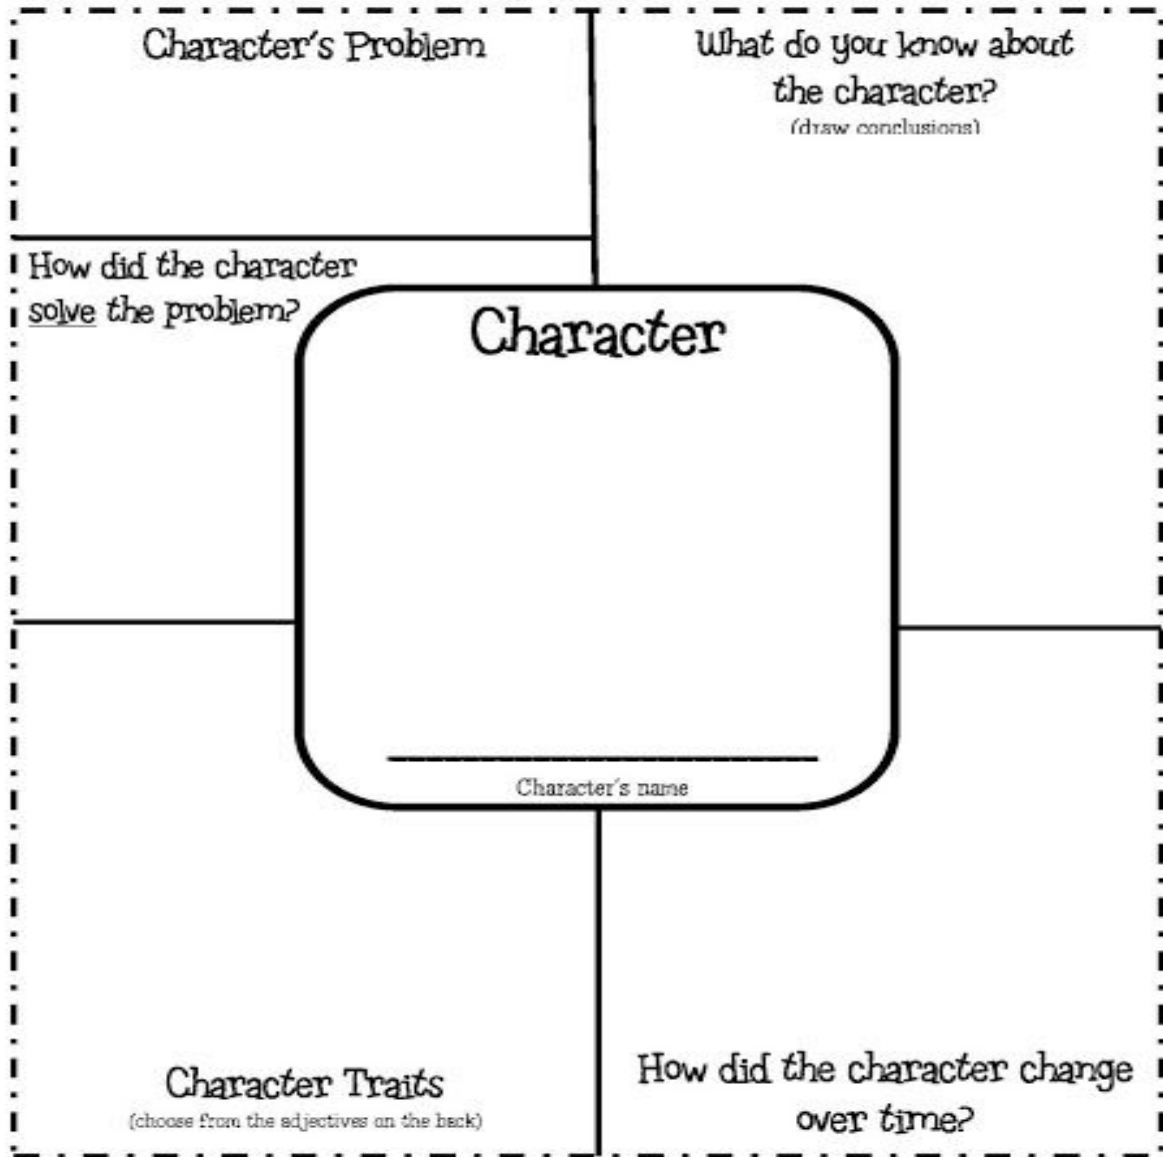 Character's Problem
What do you know about
the character?
(draw conclusions)
How did the character
solve the problem?
Character
Character's name
Character Traits
(choose from the adjectives on the back)
How did the character change
over time?